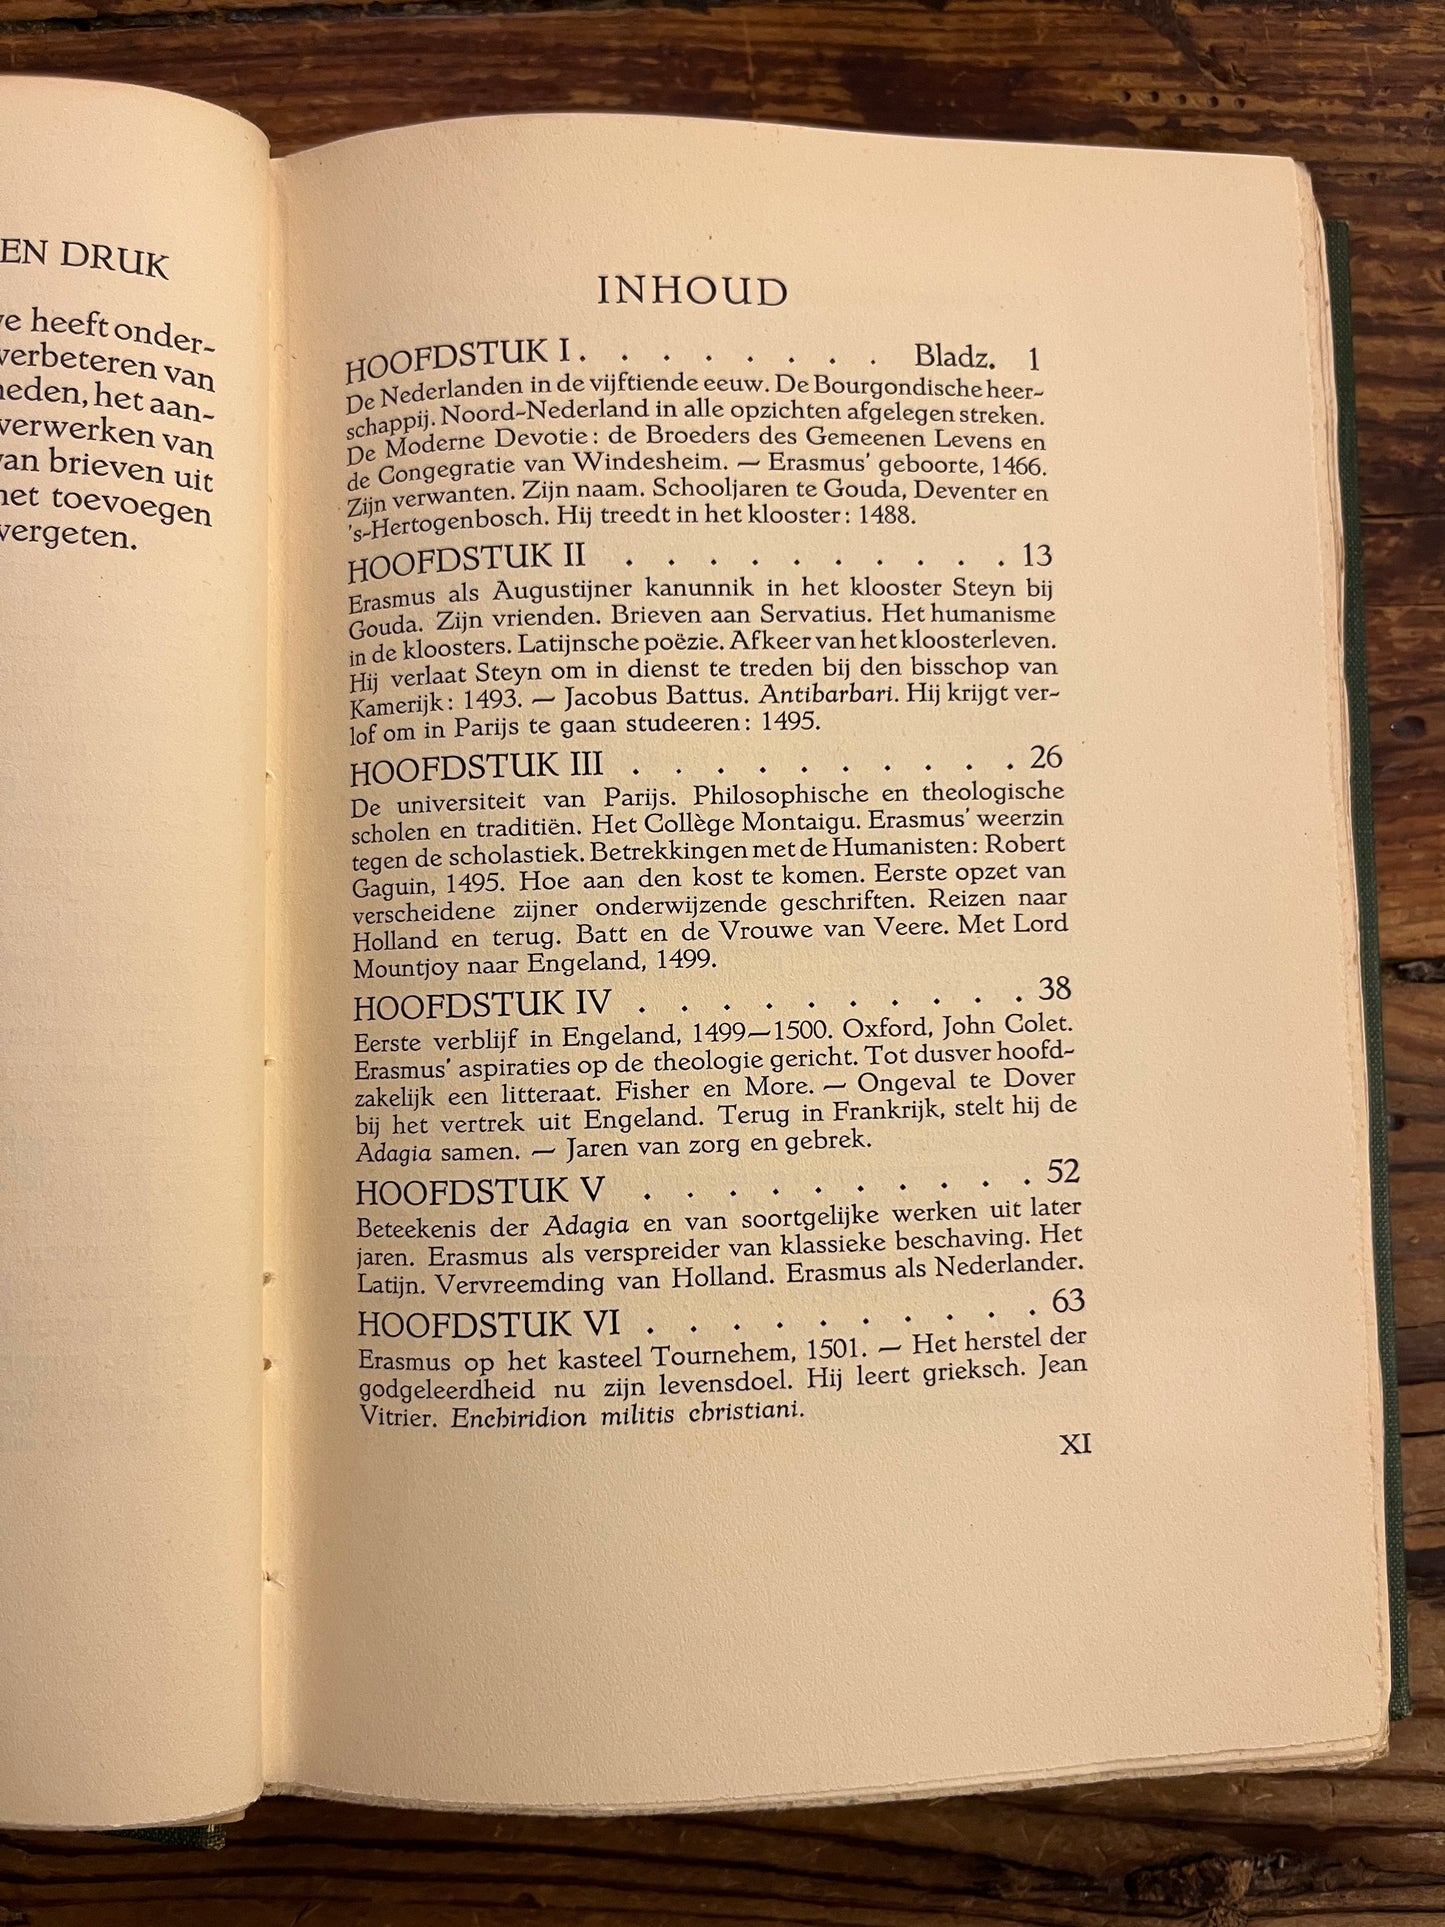 EN DRUK
heeft onder-
verbeteren van
het aan-
verwerken van
van brieven uit
toevoegen
vergeten.
INHOUD
HOOFDSTUK I . . . . . . . . Bladz. 1
De Nederlanden in de vijftiende eeuw. De Bourgondische heer-
schappij. Noord-Nederland in alle opzichten afgelegen streken.
De Moderne Devotie: de Broeders des Gemeenen Levens en
de Congegratie van Windesheim. — Erasmus' geboorte, 1466.
Zijn verwanten. Zijn naam. Schooljaren te Gouda, Deventer en
's-Hertogenbosch. Hij treedt in het klooster: 1488.
HOOFDSTUK II . . . . . . . . . . 13
Erasmus als Augustijner kanunnik in het klooster Steyn bij
Gouda. Zijn vrienden. Brieven aan Servatius. Het humanisme
in de kloosters. Latijnsche poëzie. Afkeer van het kloosterleven.
Hij verlaat Steyn om in dienst te treden bij den bisschop van
Kamerijk: 1493. — Jacobus Battus. Antibarbari. Hij krijgt ver-
lof om in Parijs te gaan studeeren: 1495.
HOOFDSTUK III . . . . . . . . . . 26
De universiteit van Parijs. Philosophische en theologische
scholen en traditiën. Het Collège Montaigu. Erasmus' weerzin
tegen de scholastiek. Betrekkingen met de Humanisten: Robert
Gaguin, 1495. Hoe aan den kost te komen. Eerste opzet van
verscheidene zijner onderwijzende geschriften. Reizen naar
Holland en terug. Batt en de Vrouwe van Veere. Met Lord
Mountjoy naar Engeland, 1499.
HOOFDSTUK IV . . . . . . . . . . 38
Eerste verblijf in Engeland, 1499—1500. Oxford, John Colet.
Erasmus' aspiraties op de theologie gericht. Tot dusver hoofd-
zakelijk een litteraat. Fisher en More. — Ongeval te Dover
bij het vertrek uit Engeland. Terug in Frankrijk, stelt hij de
Adagia samen. — Jaren van zorg en gebrek.
HOOFDSTUK V . . . . . . . . . . 52
Beteekenis der Adagia en van soortgelijke werken uit later
jaren. Erasmus als verspreider van klassieke beschaving. Het
Latijn. Vervreemding van Holland. Erasmus als Nederlander.
HOOFDSTUK VI . . . . . . . . . . 63
Erasmus op het kasteel Tournehem, 1501. — Het herstel der
godgeleerdheid nu zijn levensdoel. Hij leert grieksch. Jean
Vitrier. Enchiridion militis christiani.
XI